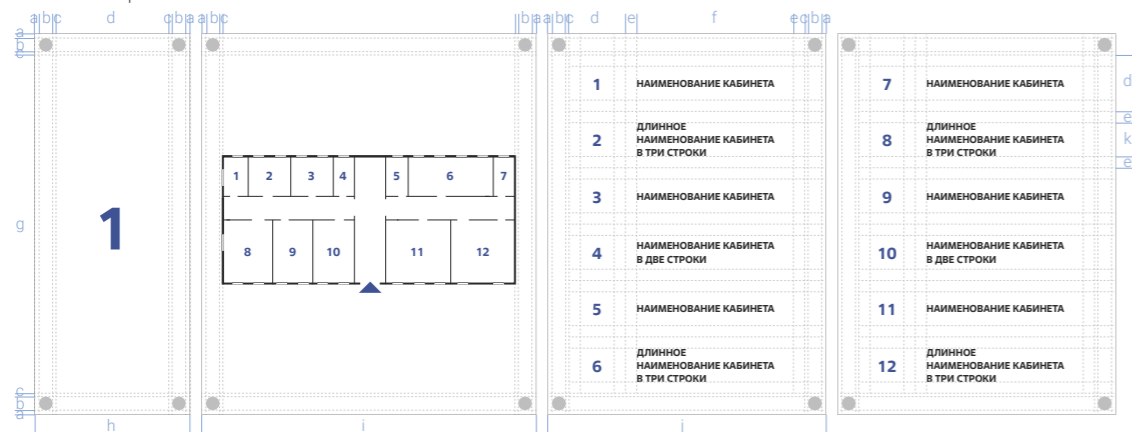 a b c d c b a a b c b a a b c d e f e c b a
a
b
c
g
c
b
a
1
1 2 3 4 5 6 7
8 9 10 11 12
1 НАИМЕНОВАНИЕ КАБИНЕТА
2 ДЛИННОЕ
НАИМЕНОВАНИЕ КАБИНЕТА
В ТРИ СТРОКИ
3 НАИМЕНОВАНИЕ КАБИНЕТА
4 НАИМЕНОВАНИЕ КАБИНЕТА
В ДВЕ СТРОКИ
5 НАИМЕНОВАНИЕ КАБИНЕТА
6 ДЛИННОЕ
НАИМЕНОВАНИЕ КАБИНЕТА
В ТРИ СТРОКИ
7 НАИМЕНОВАНИЕ КАБИНЕТА
8 ДЛИННОЕ
НАИМЕНОВАНИЕ КАБИНЕТА
В ТРИ СТРОКИ
9 НАИМЕНОВАНИЕ КАБИНЕТА
10 НАИМЕНОВАНИЕ КАБИНЕТА
В ДВЕ СТРОКИ
11 НАИМЕНОВАНИЕ КАБИНЕТА
12 ДЛИННОЕ
НАИМЕНОВАНИЕ КАБИНЕТА
В ТРИ СТРОКИ
d
e
k
e
h i j